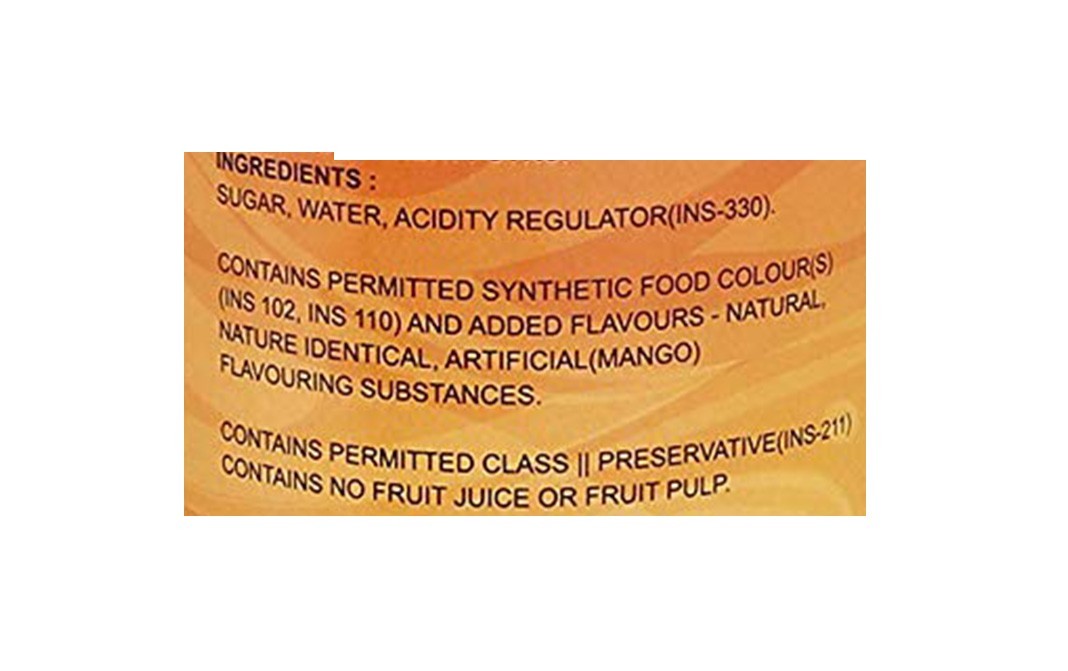 INGREDIENTS :
SUGAR, WATER, ACIDITY REGULATOR(INS-330).
CONTAINS PERMITTED SYNTHETIC FOOD COLOUR(S)
(INS 102, INS 110) AND ADDED FLAVOURS - NATURAL,
NATURE IDENTICAL, ARTIFICIAL(MANGO)
FLAVOURING SUBSTANCES.
CONTAINS PERMITTED CLASS || PRESERVATIVE(INS-211)
CONTAINS NO FRUIT JUICE OR FRUIT PULP.